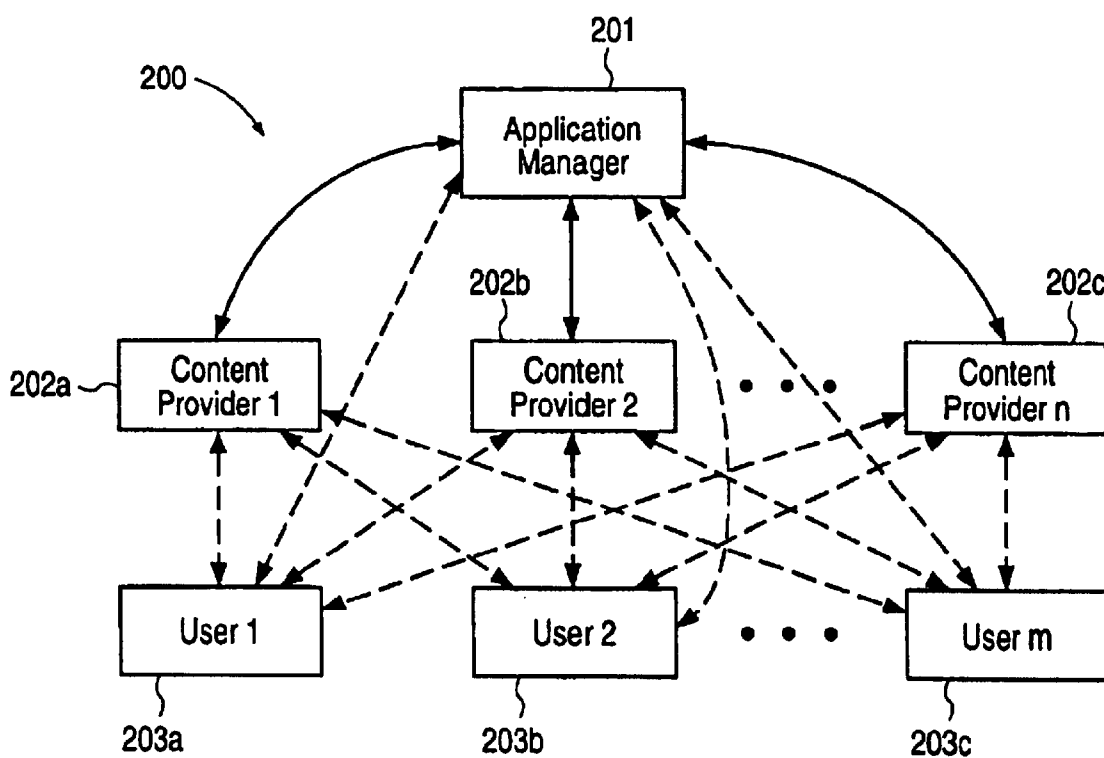 201
200
Application
Manager
202b
202c
202a
Content
Provider 1
Content
Provider 2
Content
Provider n
User 1
User 2
User m
203a
203b
203c